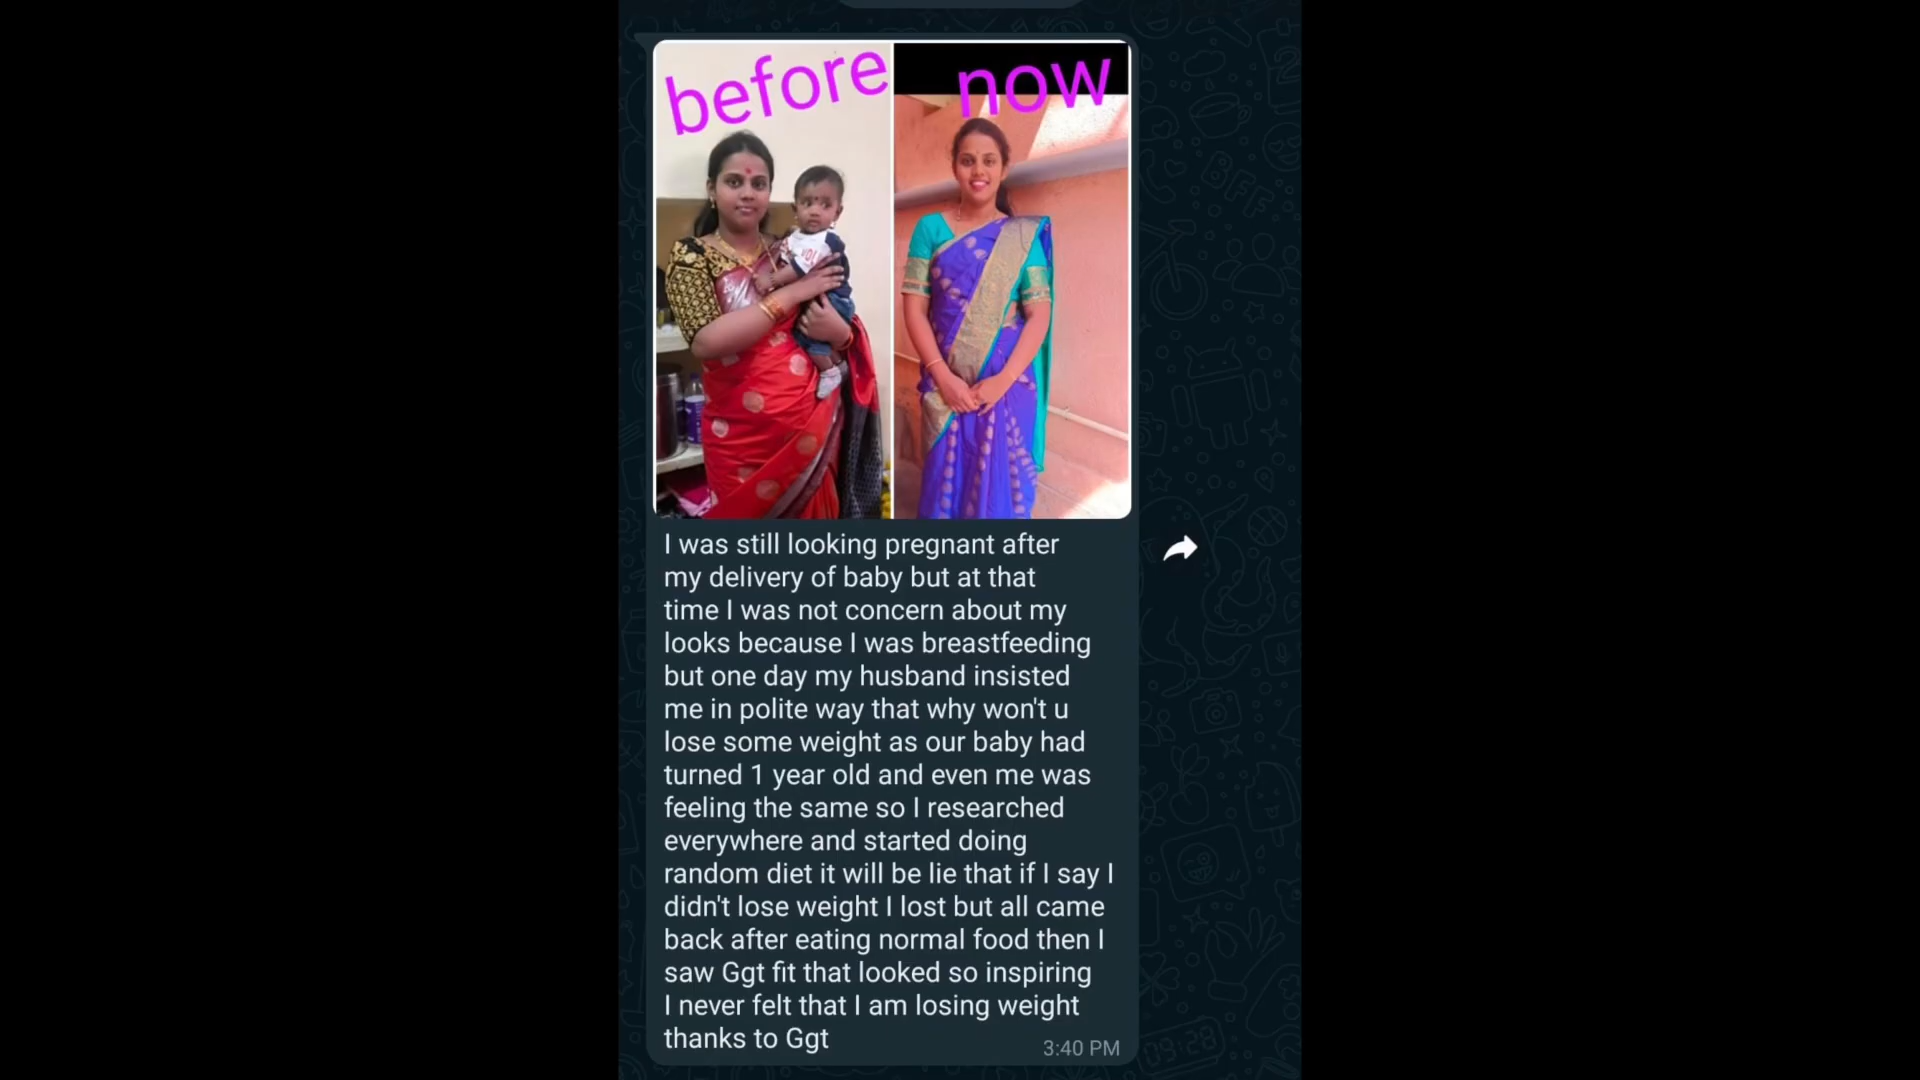 before now
I was still looking pregnant after
my delivery of baby but at that
time I was not concern about my
looks because I was breastfeeding
but one day my husband insisted
me in polite way that why won't u
lose some weight as our baby had
turned 1 year old and even me was
feeling the same so I researched
everywhere and started doing
random diet it will be lie that if I say I
didn't lose weight I lost but all came
back after eating normal food then I
saw Ggt fit that looked so inspiring
I never felt that I am losing weight
thanks to Ggt
3:40 PM